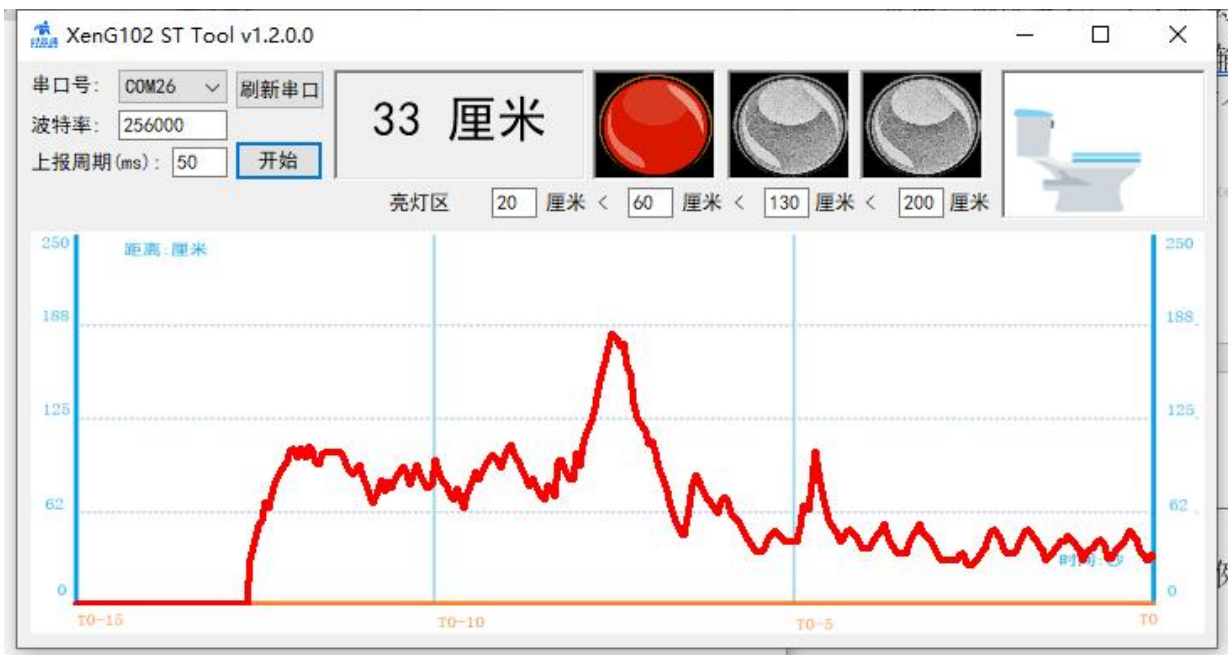 XenG102 ST Tool v1.2.0.0
串口号: COM26 刷新串口
波特率: 256000
上报周期(ms): 50 开始
33 厘米
亮灯区 20 厘米 < 60 厘米 < 130 厘米 < 200 厘米
距离:厘米
250 250
188 188
125 125
62 62
0 0
时间:秒
T0-15 T0-10 T0-5 T0